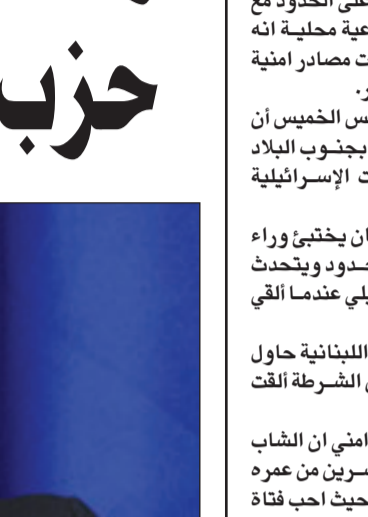 حزب
على الحدود مع
عية محلية انه
ت مصادر امنية
ر.
س الخميس أن
بجنوب البلاد
ت الإسرائيلية
ان يختبئ وراء
حدود ويتحدث
يلي عندما ألقي
اللبنانية حاول
الشرطة ألقت
امني ان الشاب
سرين من عمره
حيث احب فتاة